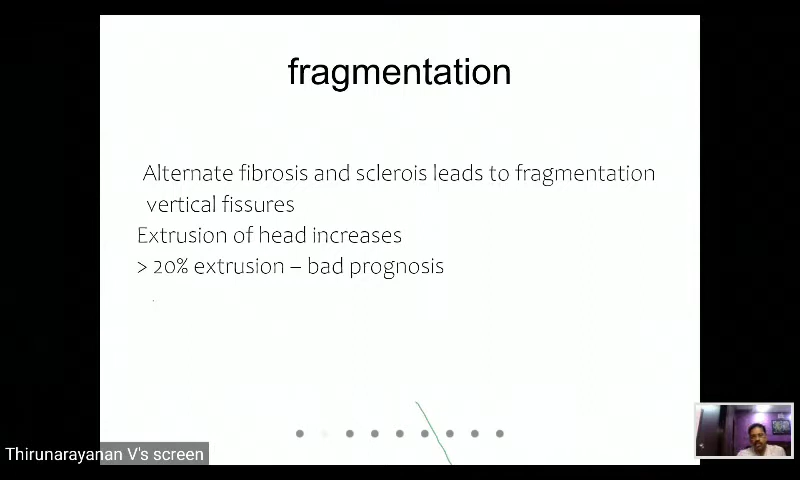 fragmentation
Alternate fibrosis and sclerois leads to fragmentation
vertical fissures
Extrusion of head increases
> 20% extrusion – bad prognosis
Thirunarayanan V's screen